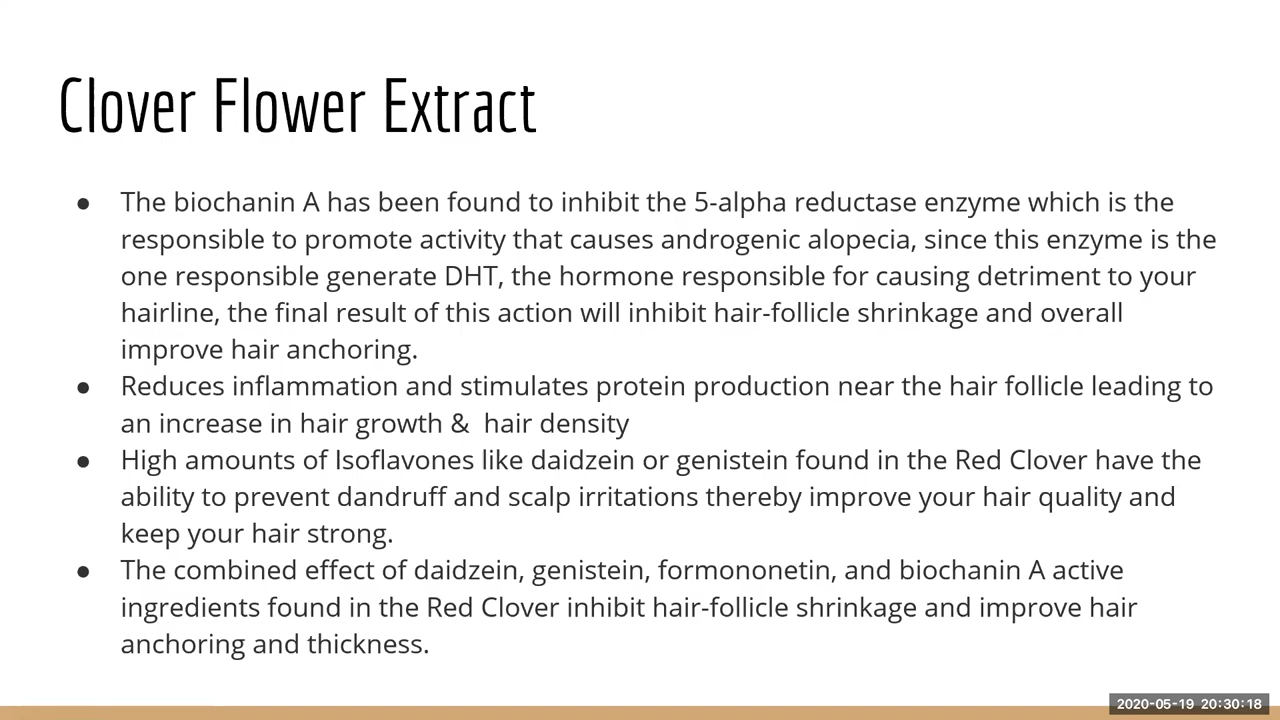 Clover Flower Extract
● The biochanin A has been found to inhibit the 5-alpha reductase enzyme which is the
responsible to promote activity that causes androgenic alopecia, since this enzyme is the
one responsible generate DHT, the hormone responsible for causing detriment to your
hairline, the final result of this action will inhibit hair-follicle shrinkage and overall
improve hair anchoring.
● Reduces inflammation and stimulates protein production near the hair follicle leading to
an increase in hair growth &  hair density
● High amounts of Isoflavones like daidzein or genistein found in the Red Clover have the
ability to prevent dandruff and scalp irritations thereby improve your hair quality and
keep your hair strong.
● The combined effect of daidzein, genistein, formononetin, and biochanin A active
ingredients found in the Red Clover inhibit hair-follicle shrinkage and improve hair
anchoring and thickness.
2020-05-19 20:30:18